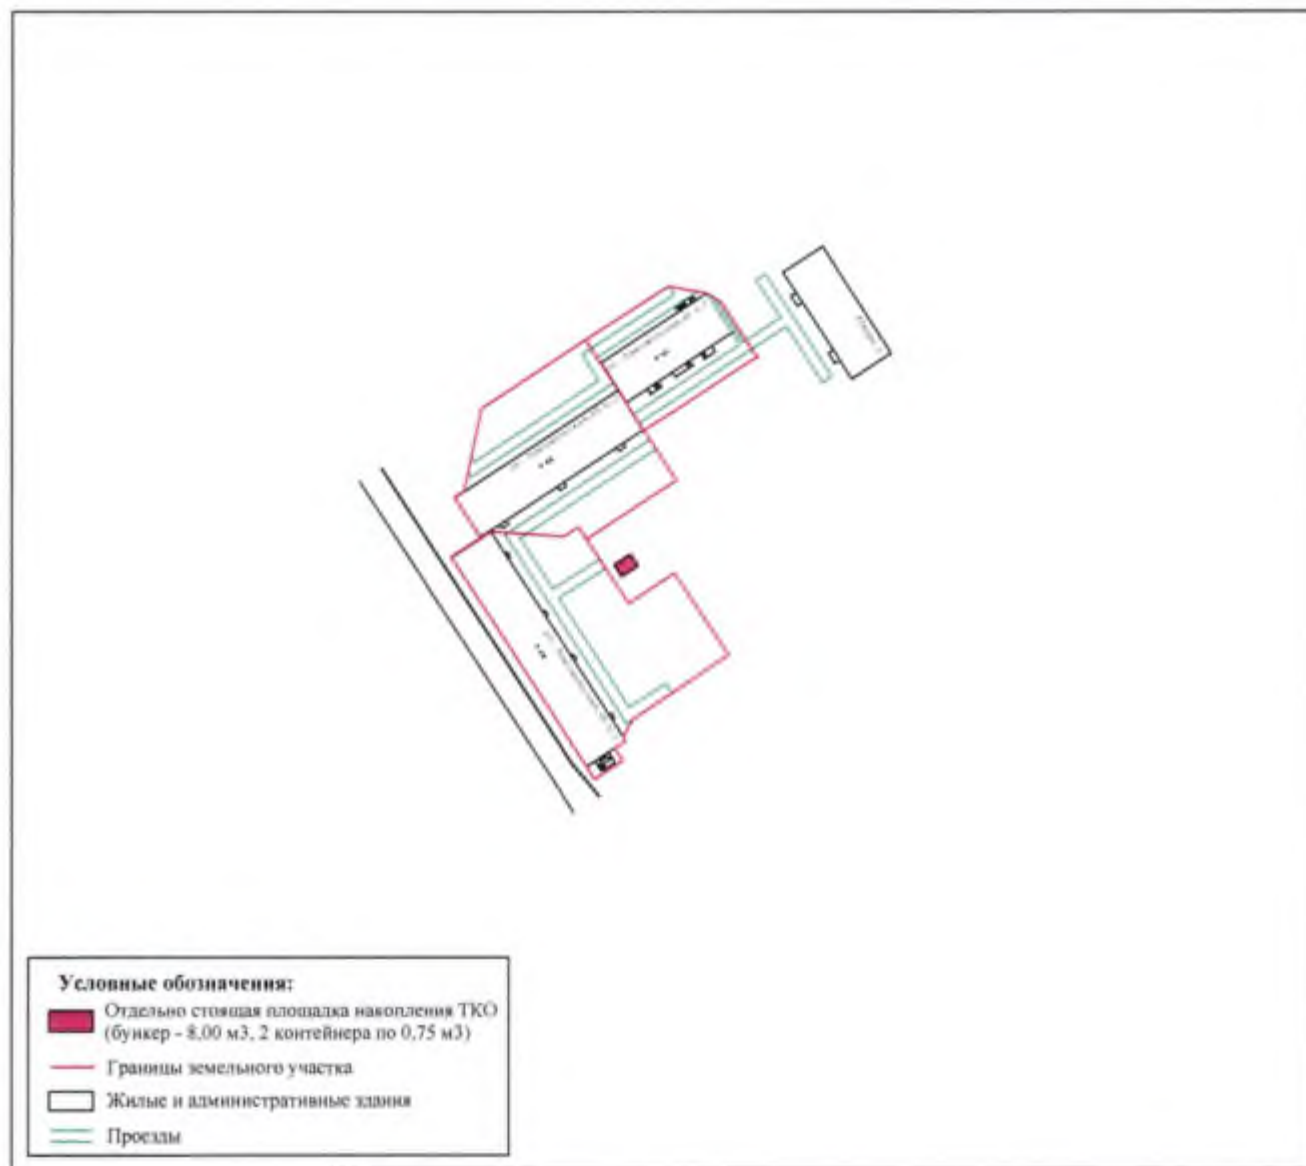 Условные обозначения:
Отдельно стоящая площадка накопления ТКО
(бункер - 8,00 м3, 2 контейнера по 0,75 м3)
Границы земельного участка
Жилые и административные здания
Проезды